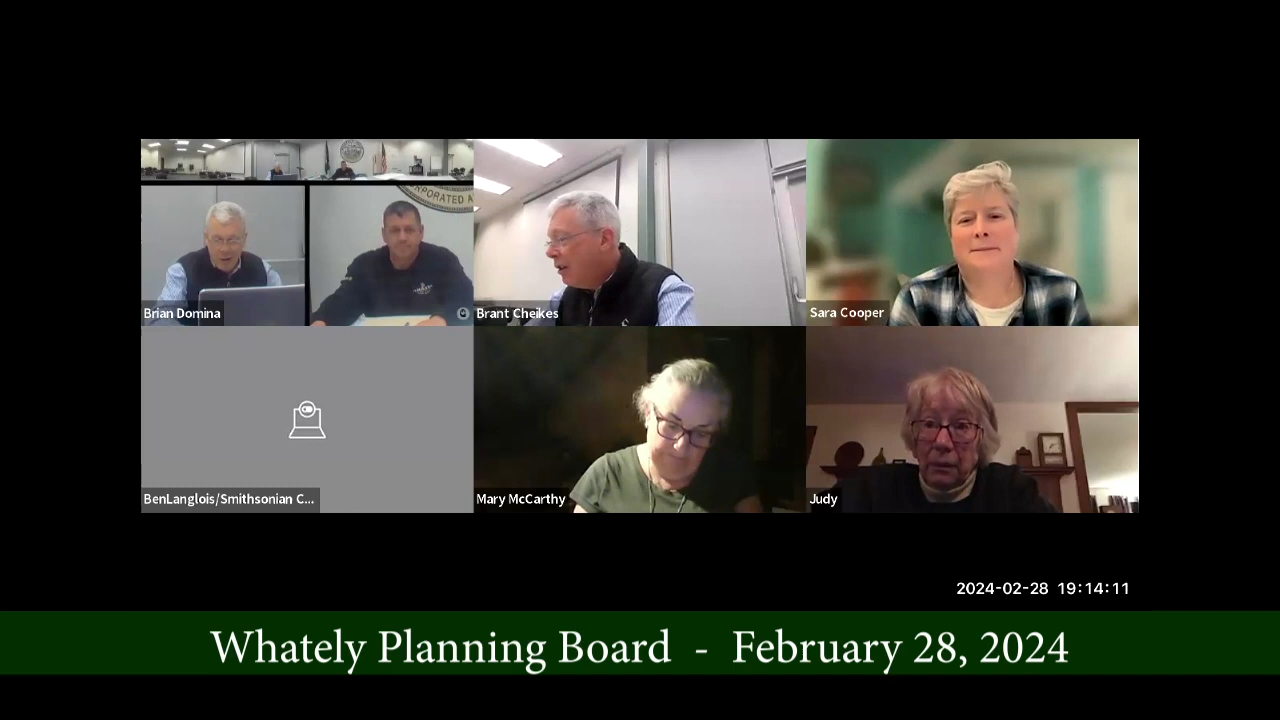 RPORATED A
Brian Domina
Brant Cheikes
Sara Cooper
BenLanglois/Smithsonian C...
Mary McCarthy
Judy
2024-02-28 19:14:11
Whately Planning Board - February 28, 2024